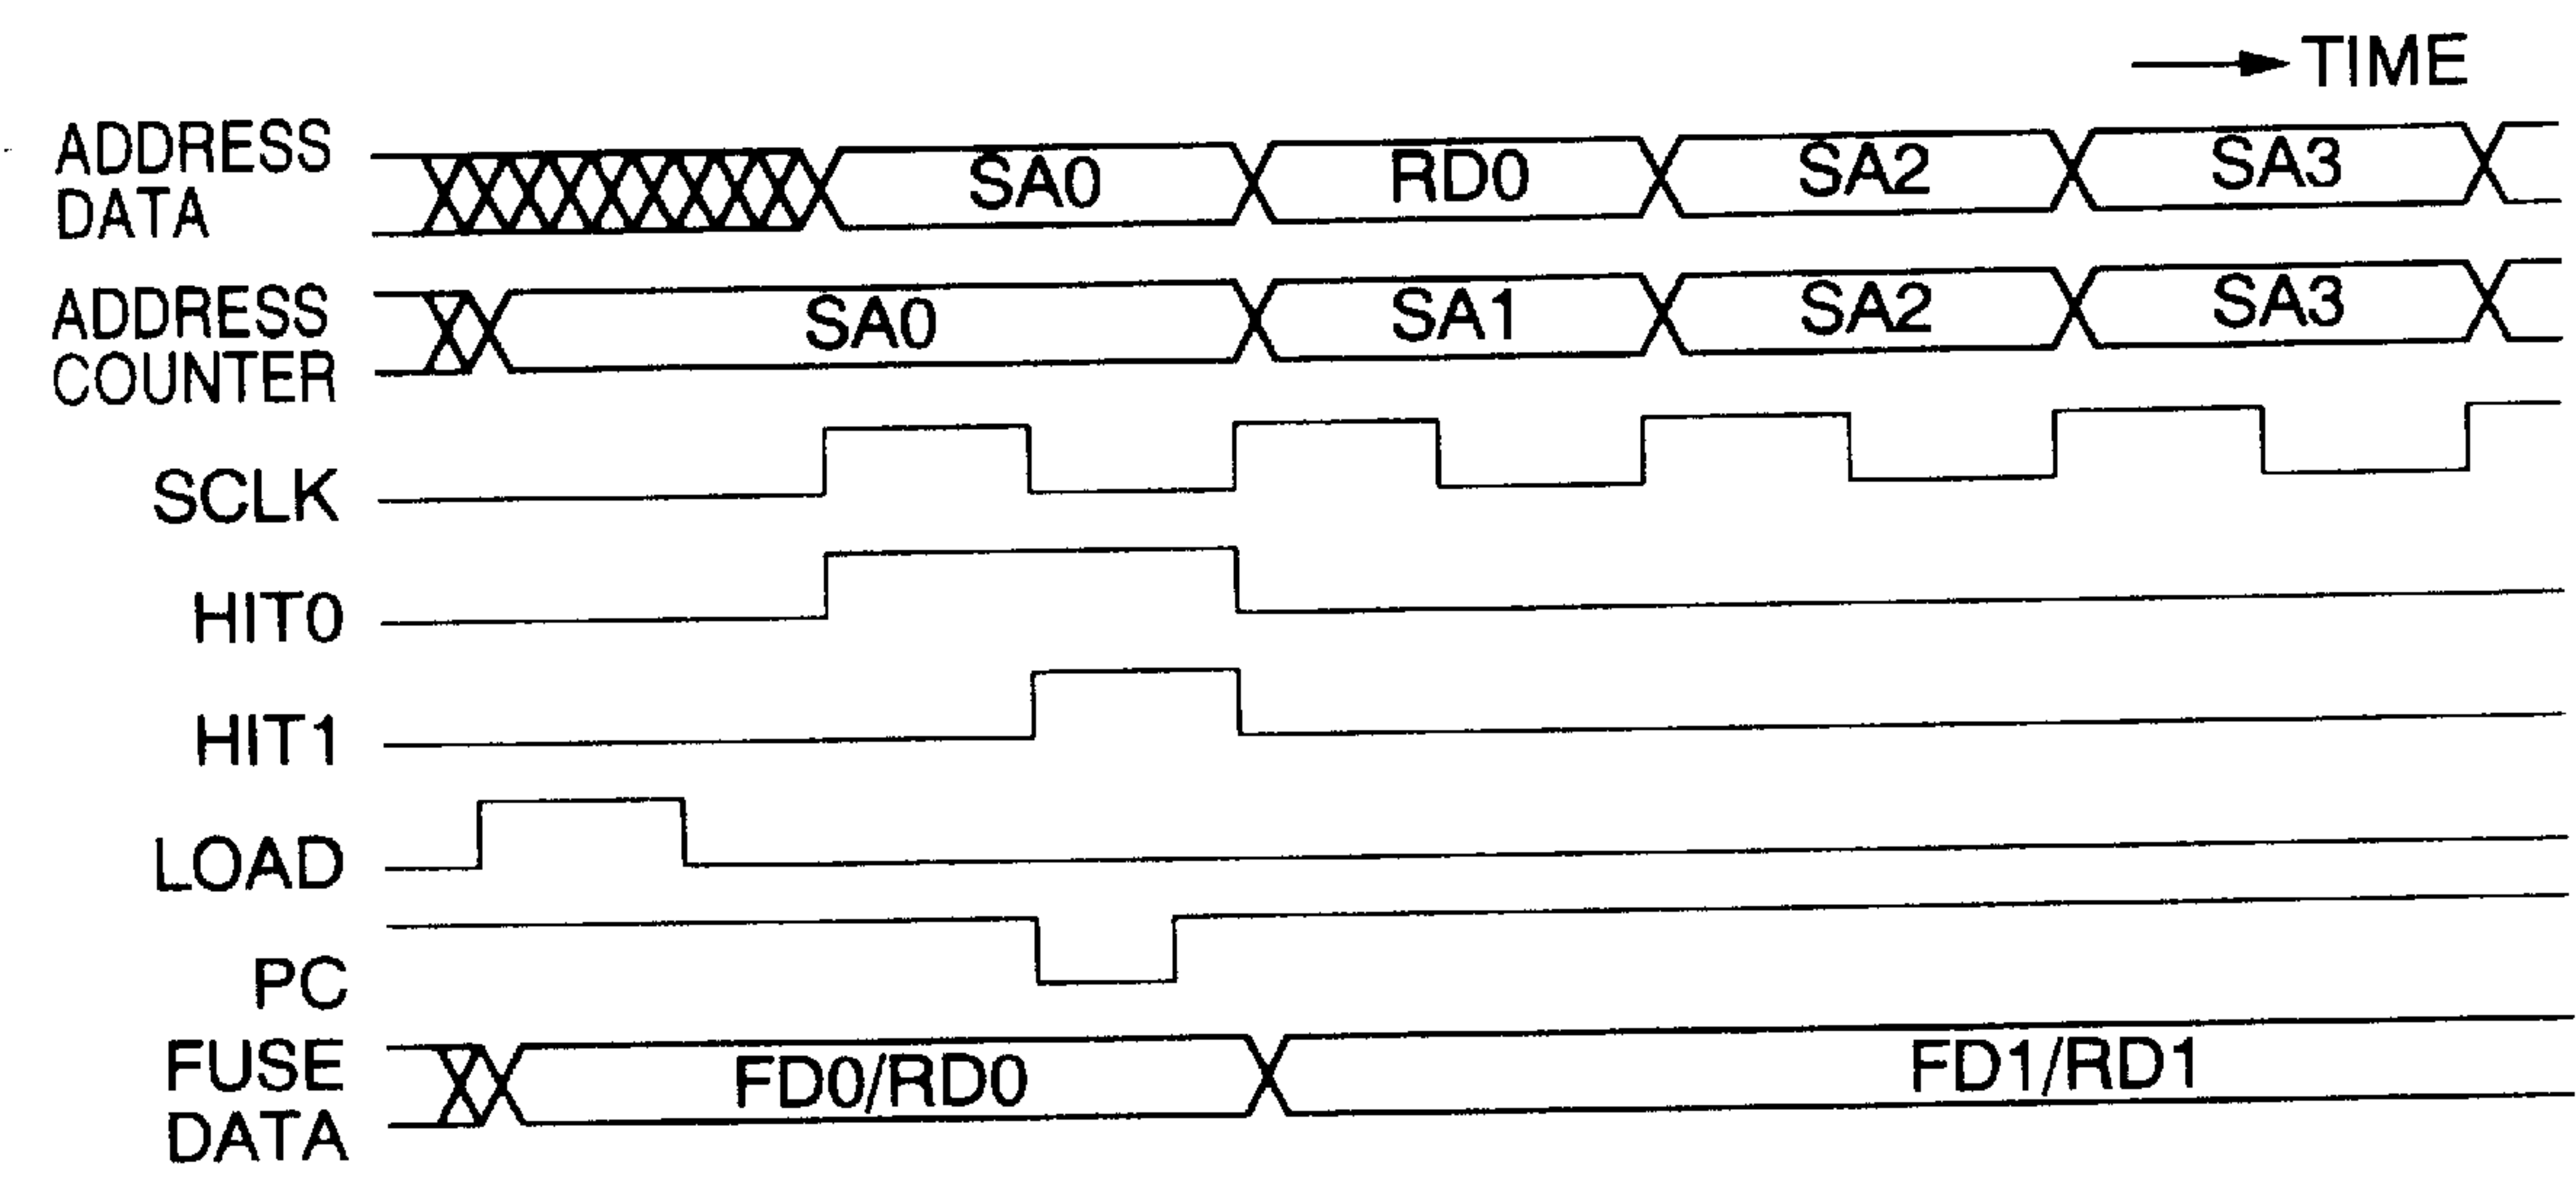 TIME
ADDRESS
DATA
SA0 RD0 SA2 SA3
ADDRESS
COUNTER
SA0 SA1 SA2 SA3
SCLK
HIT0
HIT1
LOAD
PC
FUSE
DATA
FD0/RD0 FD1/RD1